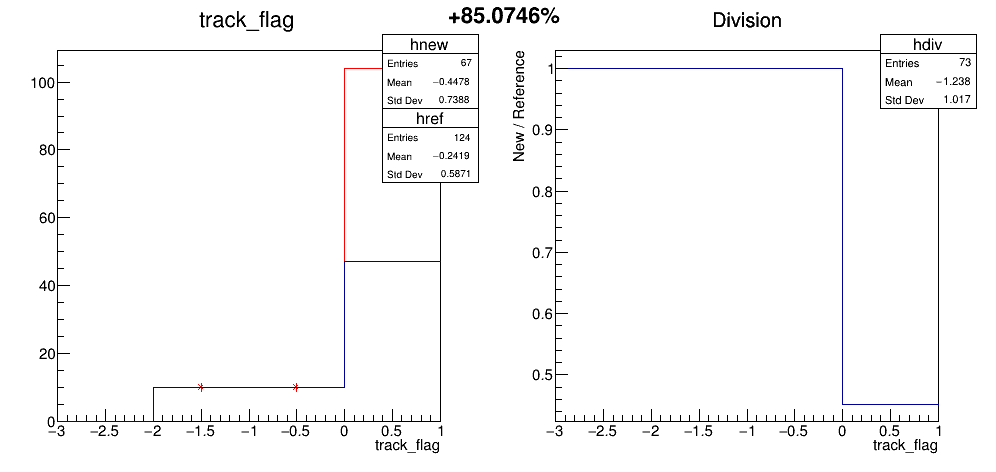 +85.0746%
track_flag
hnew
Entries 67
Mean −0.4478
Std Dev 0.7388
href
Entries 124
Mean −0.2419
Std Dev 0.5871
100
80
60
40
20
0
−3 −2.5 −2 −1.5 −1 −0.5 0 0.5 1
track_flag
Division
hdiv
Entries 73
Mean −1.238
Std Dev 1.017
New / Reference
1
0.9
0.8
0.7
0.6
0.5
−3 −2.5 −2 −1.5 −1 −0.5 0 0.5 1
track_flag